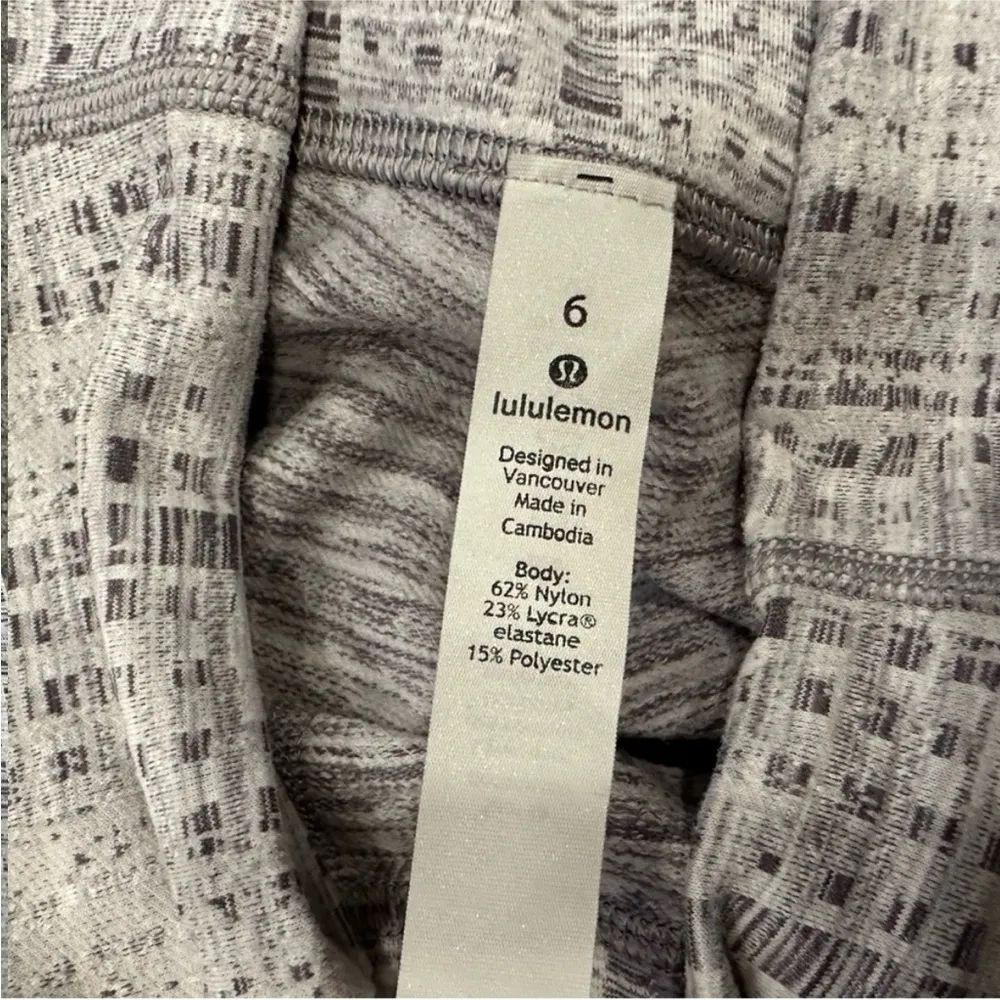 6
lululemon
Designed in
Vancouver
Made in
Cambodia
Body:
62% Nylon
23% Lycra®
elastane
15% Polyester